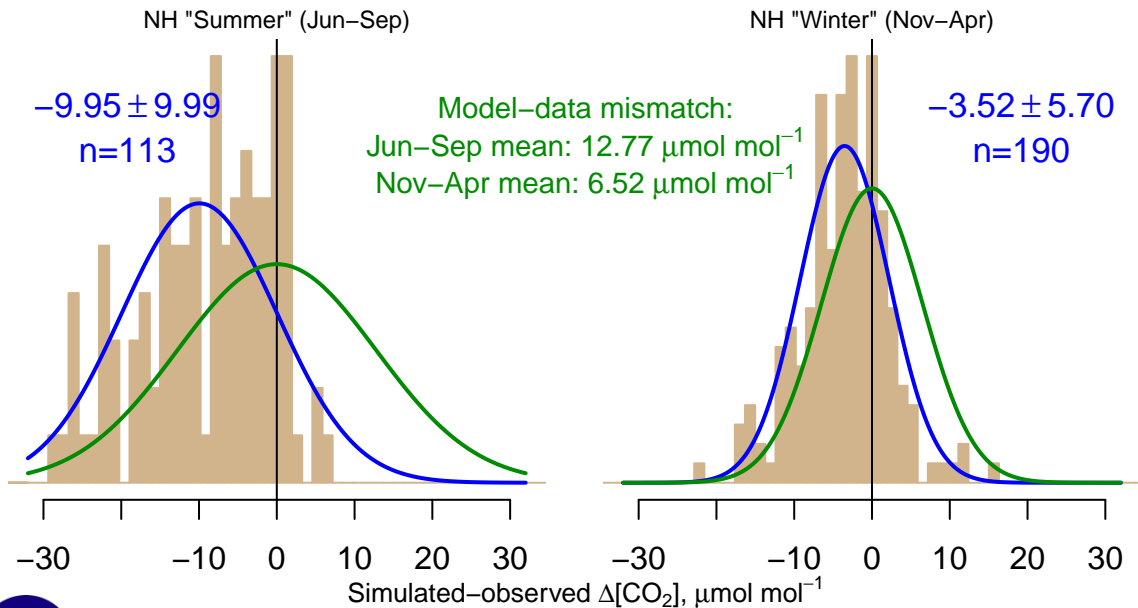 NH "Summer" (Jun−Sep)
NH "Winter" (Nov−Apr)
−9.95 ± 9.99
n=113
Model−data mismatch:
Jun−Sep mean: 12.77 μmol mol⁻¹
Nov−Apr mean: 6.52 μmol mol⁻¹
−3.52 ± 5.70
n=190
−30 −10 0 10 20 30
−30 −10 0 10 20 30
Simulated−observed Δ[CO₂], μmol mol⁻¹